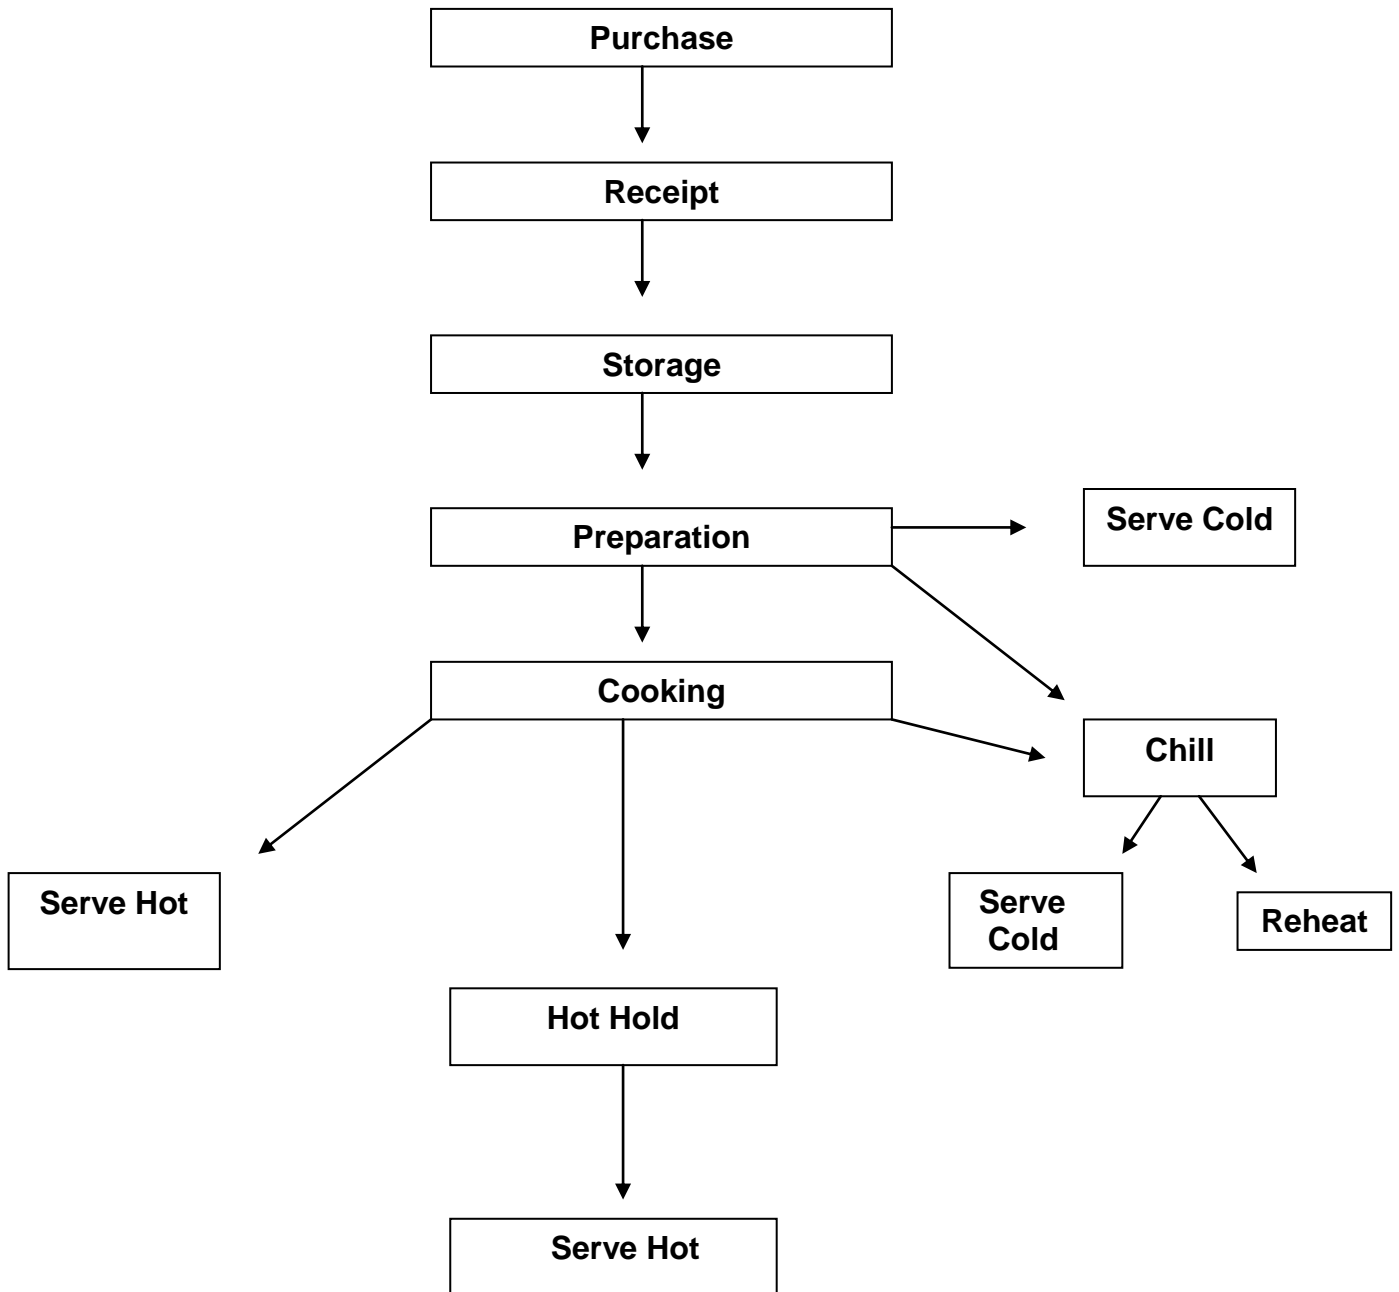 Purchase
Receipt
Storage
Preparation
Serve Cold
Cooking
Chill
Serve Hot
Serve
Cold
Reheat
Hot Hold
Serve Hot